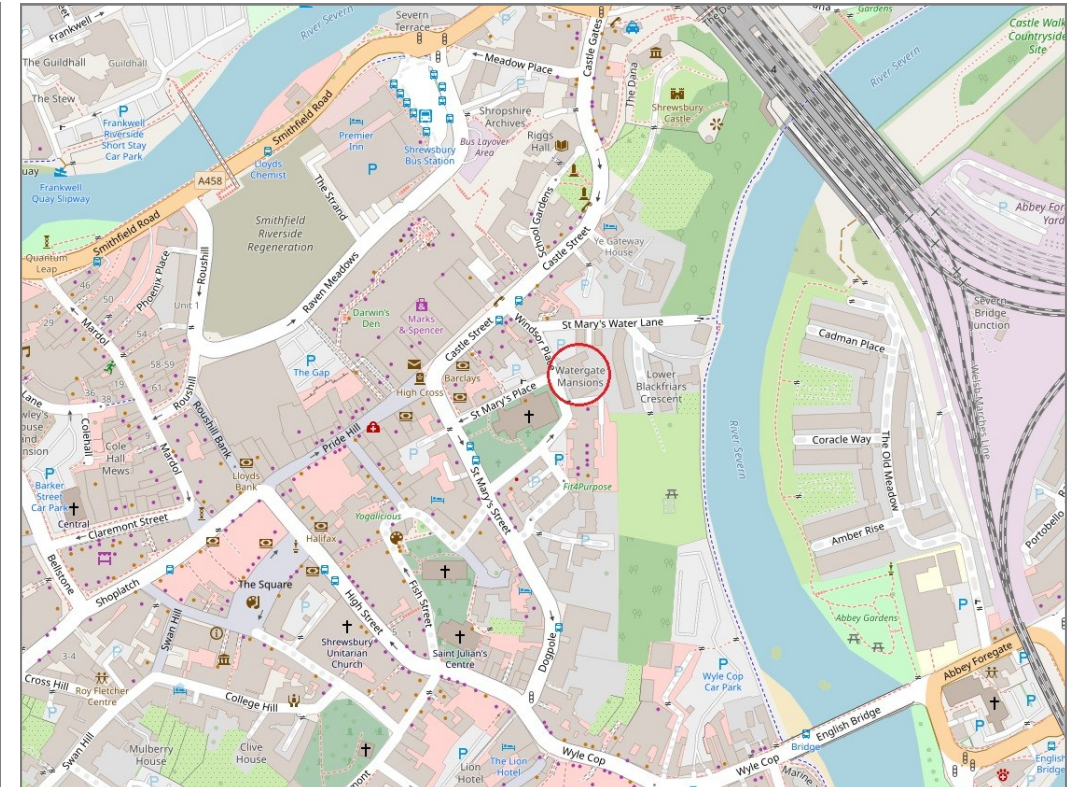 Frankwell
The Guildhall
Guildhall
The Stew
P
Frankwell
Riverside
Short Stay
Car Park
Frankwell
Quay Slipway
River Severn
Severn
Terrace
Smithfield Road
A458
Lloyds
Chemist
Premier
Inn
P
Shrewsbury
Bus Station
Bus Layover
Area
Meadow Place
Shropshire
Archives
Riggs
Hall
School Gardens
Castle Gates
The Dana
Shrewsbury
Castle
River Severn
4
Gardens
Castle Walk
Countryside
Site
Abbey For
Yard
Quantum
Leap
Smithfield Road
Phoenix Place
46
50
29
54
Unit 1
58-59
61
36
38
Roushill
Smithfield
Riverside
Regeneration
The Strand
Raven Meadows
Darwin's
Den
Marks
& Spencer
Castle Street
Castle Street
Ye Gateway
House
Windsor Place
St Mary's Water Lane
Watergate
Mansions
Lower
Blackfriars
Crescent
Severn
Bridge
Junction
Cadman Place
Mardol
Mardol
Roushill
Roushill Bank
P
The Gap
High Cross
Barclays
St Mary's Place
Pride Hill
Lane
Colehall
Cole
Hall
Mews
P
Barker
Street
Car Park
Central
Claremont Street
Lloyds
Bank
St Mary's Street
P
Fit4Purpose
River Severn
Coracle Way
The Old Meadow
Welsh Marches Line
Amber Rise
Portobello
Bellstone
Shoplatch
Halifax
Yogalicious
The Square
Swan Hill
High Street
Fish Street
1
Shrewsbury
Unitarian
Church
Saint Julian's
Centre
Dogpole
Abbey Gardens
Abbey Foregate
P
3-4
Cross Hill
Roy Fletcher
Centre
College Hill
Swan Hill
Mulberry
House
Clive
House
P
Lion
Hotel
The Lion
Hotel
Wyle Cop
P
Wyle Cop
Car Park
Wyle Cop
Bridge
English Bridge
Marine
English
Bridge